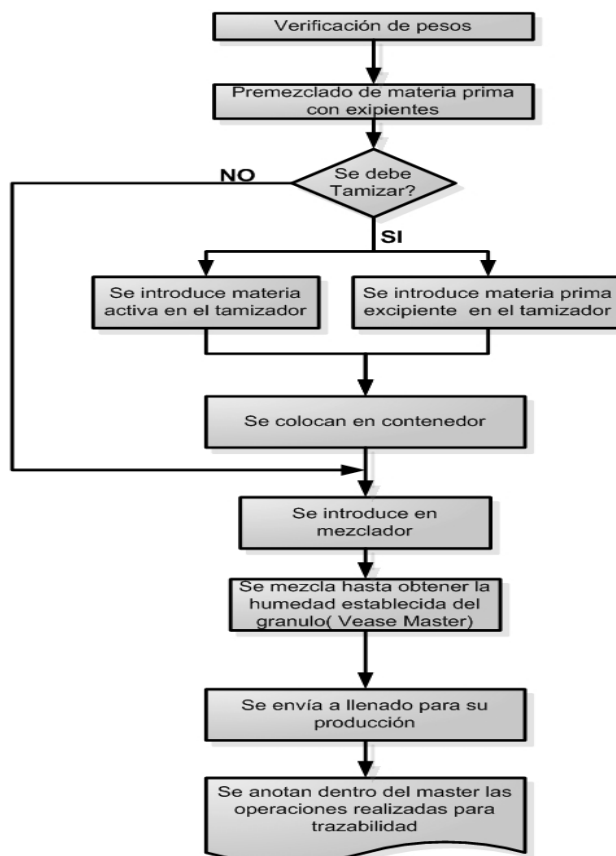 Verificación de pesos
Premezclado de materia prima
con exipientes
NO
Se debe
Tamizar?
SI
Se introduce materia
activa en el tamizador
Se introduce materia prima
excipiente en el tamizador
Se colocan en contenedor
Se introduce en
mezclador
Se mezcla hasta obtener la
humedad establecida del
granulo( Vease Master)
Se envía a llenado para su
producción
Se anotan dentro del master las
operaciones realizadas para
trazabilidad